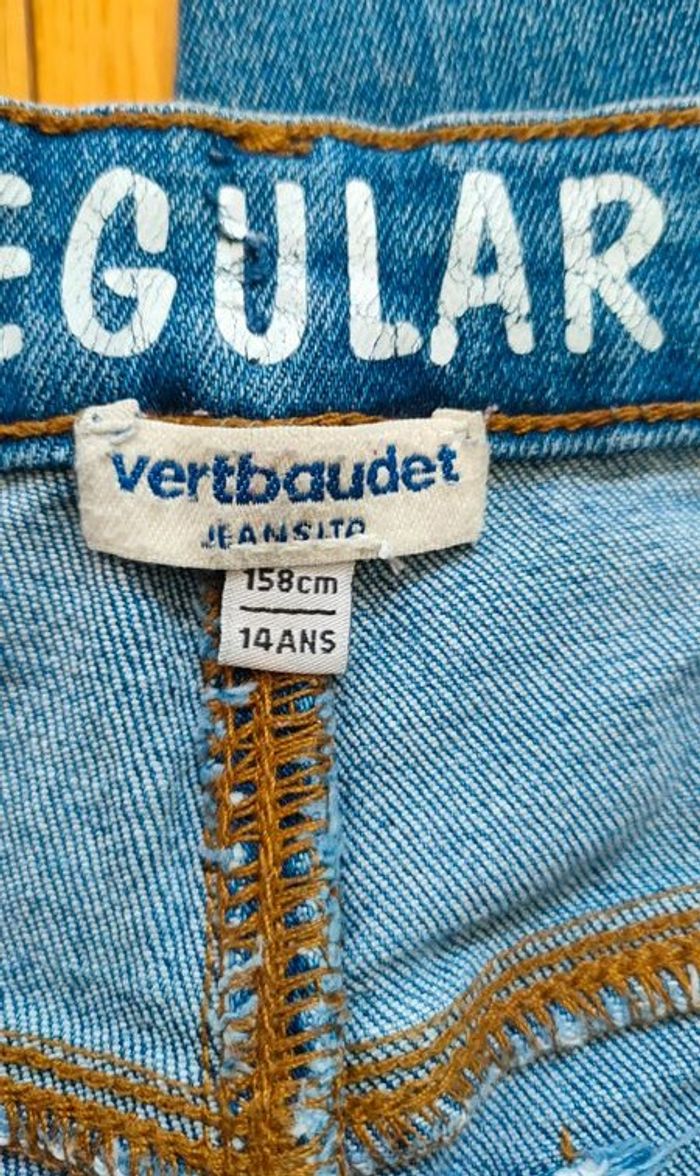 EGULAR
vertbaudet
JEANSITO
158cm
14ANS